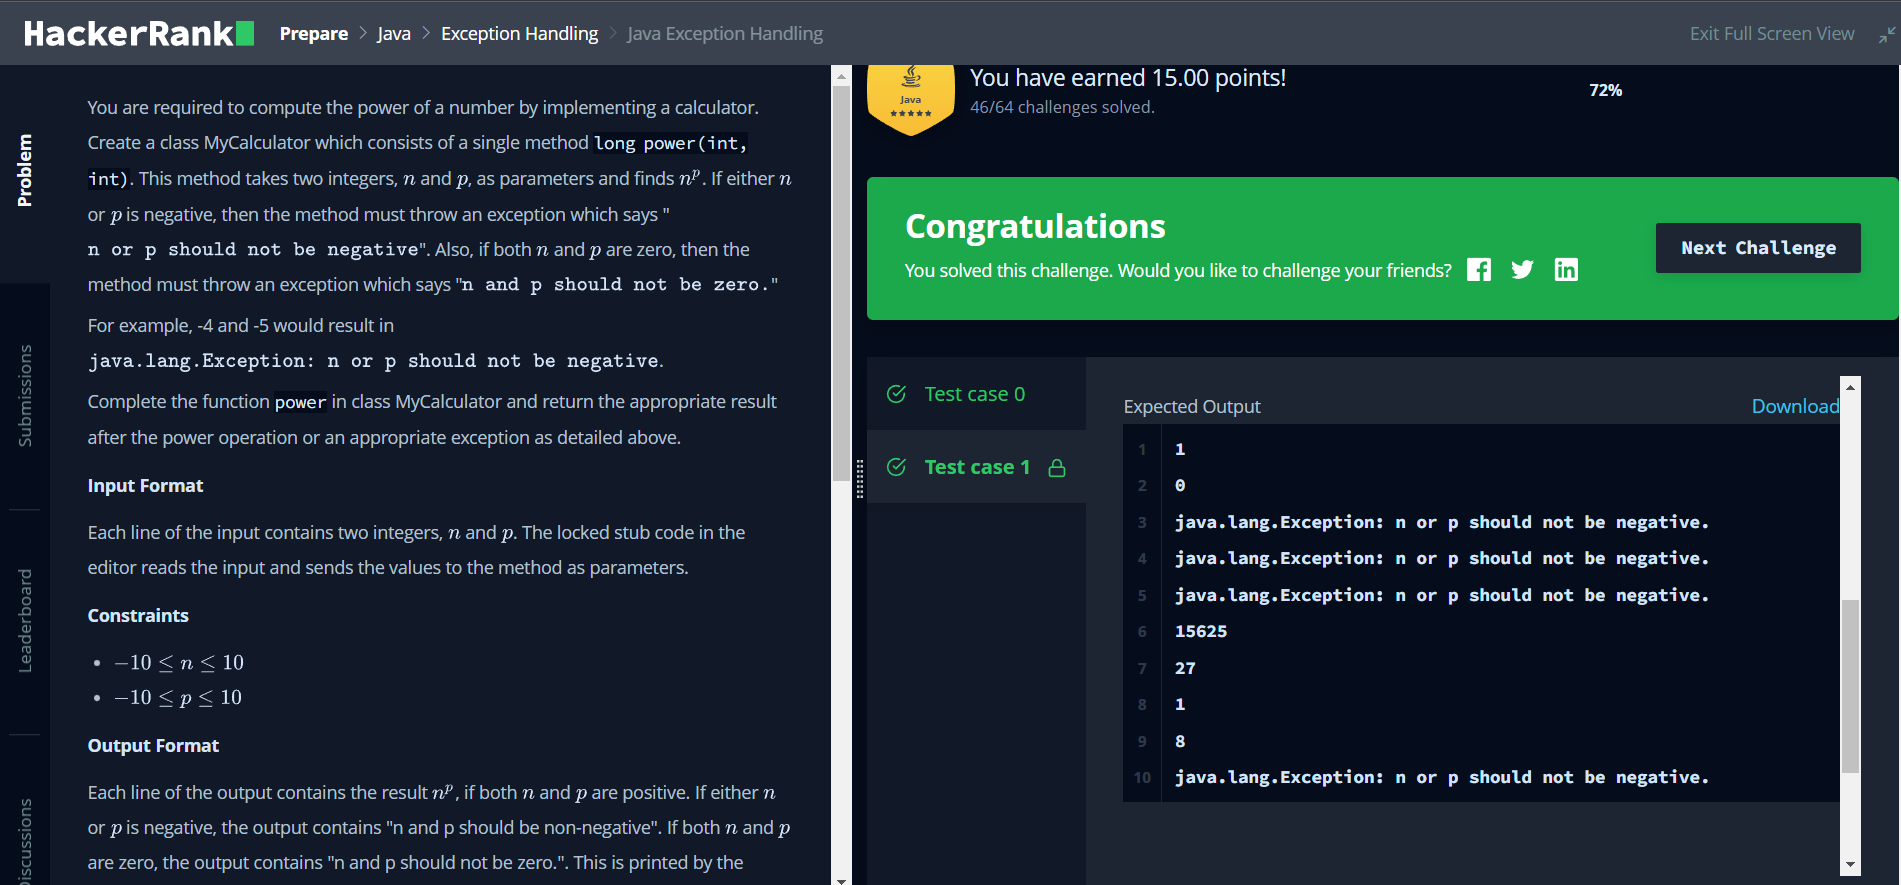 HackerRank
Prepare > Java > Exception Handling > Java Exception Handling
Exit Full Screen View
Problem
Submissions
Leaderboard
Discussions
You are required to compute the power of a number by implementing a calculator.
Create a class MyCalculator which consists of a single method long power(int,
int). This method takes two integers, n and p, as parameters and finds n^p. If either n
or p is negative, then the method must throw an exception which says "
n or p should not be negative". Also, if both n and p are zero, then the
method must throw an exception which says "n and p should not be zero."
For example, -4 and -5 would result in
java.lang.Exception: n or p should not be negative.
Complete the function power in class MyCalculator and return the appropriate result
after the power operation or an appropriate exception as detailed above.
Input Format
Each line of the input contains two integers, n and p. The locked stub code in the
editor reads the input and sends the values to the method as parameters.
Constraints
• −10 ≤ n ≤ 10
• −10 ≤ p ≤ 10
Output Format
Each line of the output contains the result n^p, if both n and p are positive. If either n
or p is negative, the output contains "n and p should be non-negative". If both n and p
are zero, the output contains "n and p should not be zero.". This is printed by the
Java
You have earned 15.00 points!
46/64 challenges solved.
72%
Congratulations
You solved this challenge. Would you like to challenge your friends?
Next Challenge
Test case 0
Test case 1
Expected Output
Download
1 1
2 0
3 java.lang.Exception: n or p should not be negative.
4 java.lang.Exception: n or p should not be negative.
5 java.lang.Exception: n or p should not be negative.
6 15625
7 27
8 1
9 8
10 java.lang.Exception: n or p should not be negative.